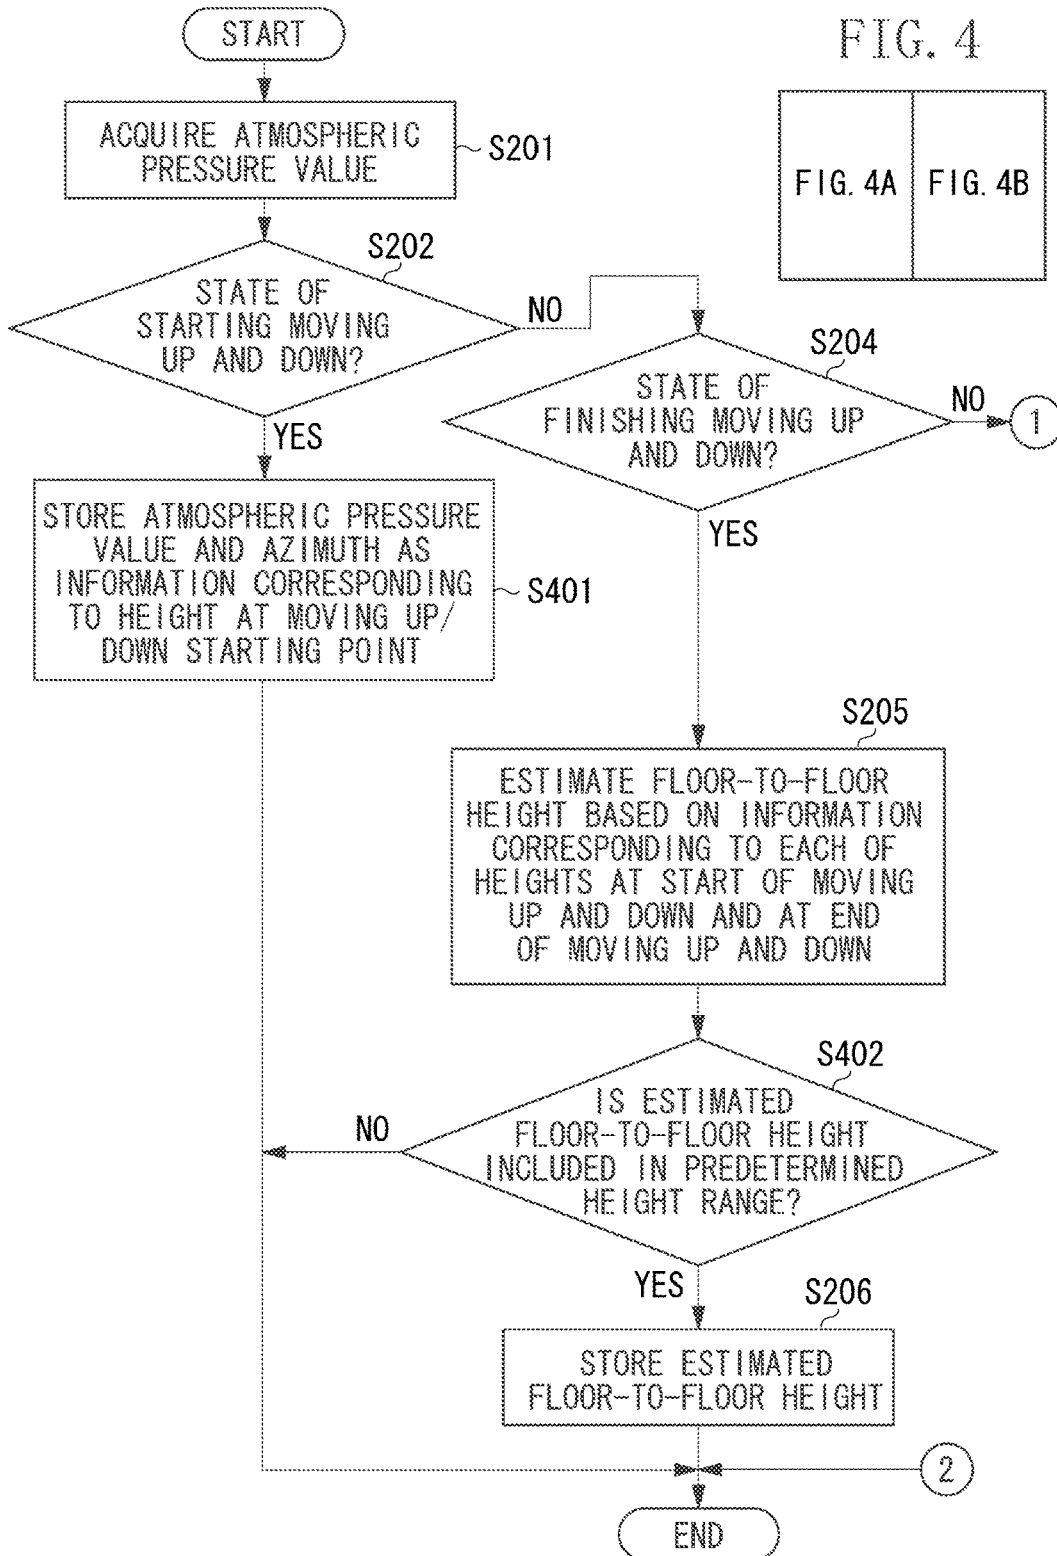 START
FIG. 4
ACQUIRE ATMOSPHERIC
PRESSURE VALUE
S201
FIG. 4A
FIG. 4B
S202
STATE OF
STARTING MOVING
UP AND DOWN?
NO
YES
S204
STATE OF
FINISHING MOVING UP
AND DOWN?
NO
1
YES
STORE ATMOSPHERIC PRESSURE
VALUE AND AZIMUTH AS
INFORMATION CORRESPONDING
TO HEIGHT AT MOVING UP/
DOWN STARTING POINT
S401
S205
ESTIMATE FLOOR-TO-FLOOR
HEIGHT BASED ON INFORMATION
CORRESPONDING TO EACH OF
HEIGHTS AT START OF MOVING
UP AND DOWN AND AT END
OF MOVING UP AND DOWN
S402
IS ESTIMATED
FLOOR-TO-FLOOR HEIGHT
INCLUDED IN PREDETERMINED
HEIGHT RANGE?
NO
YES
S206
STORE ESTIMATED
FLOOR-TO-FLOOR HEIGHT
2
END